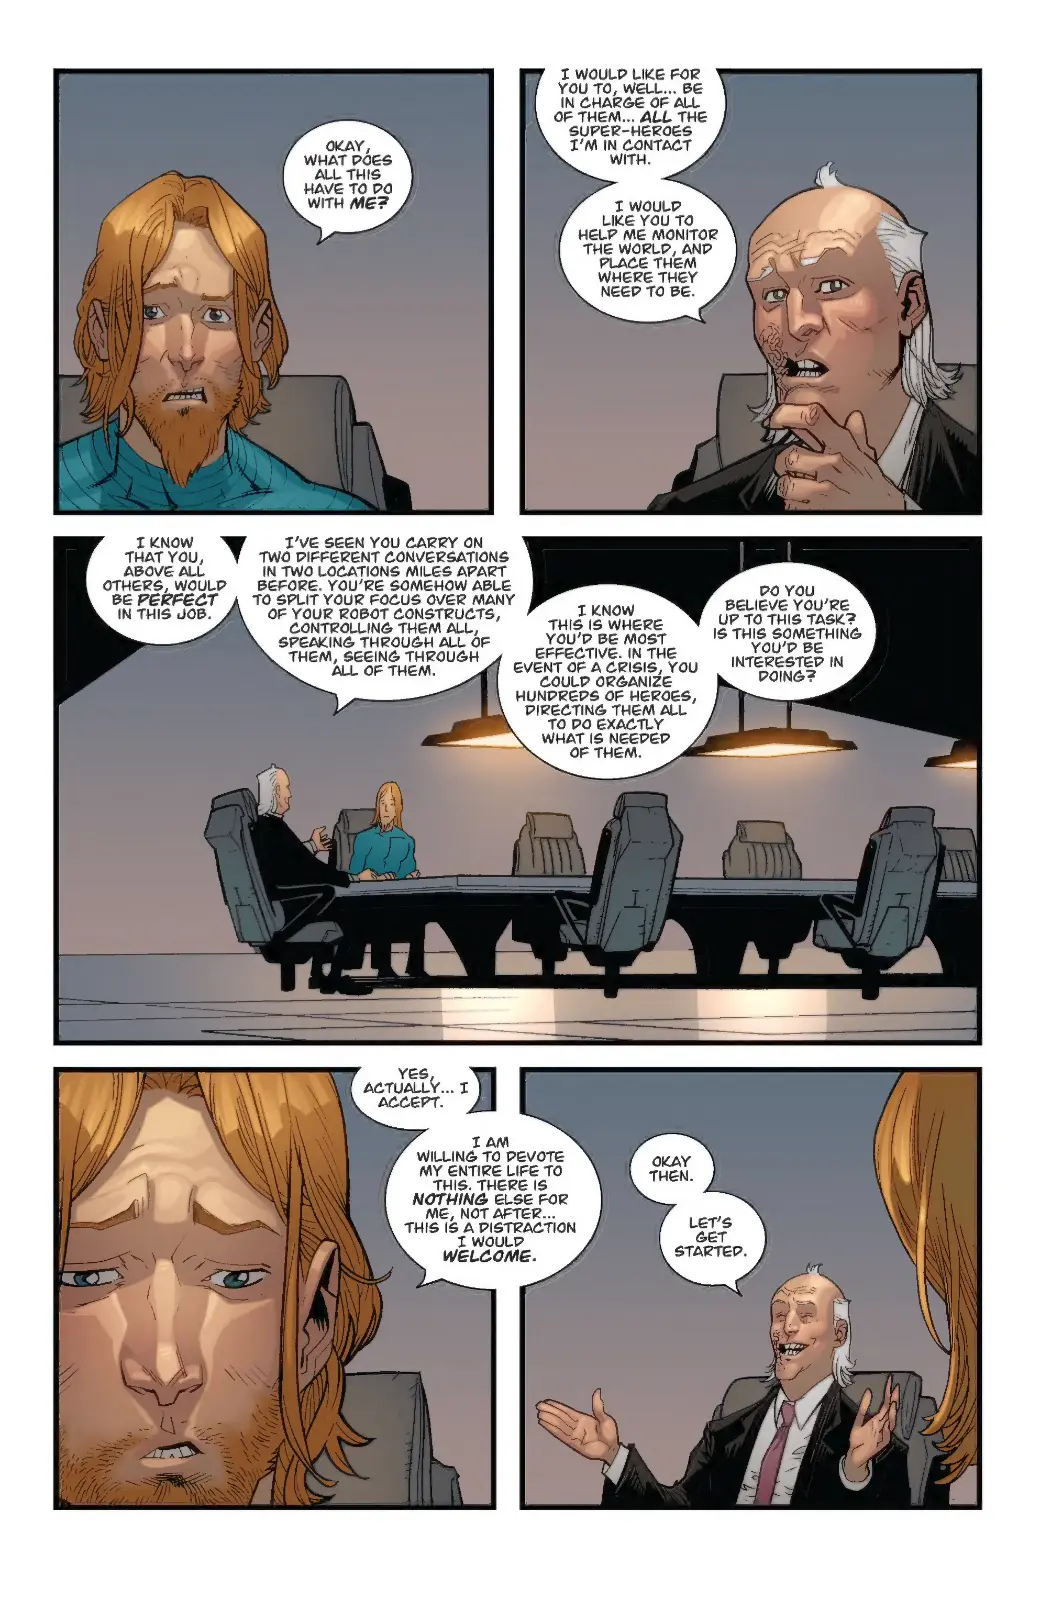 OKAY,
WHAT DOES
ALL THIS
HAVE TO DO
WITH ME?
I WOULD LIKE FOR
YOU TO, WELL... BE
IN CHARGE OF ALL
OF THEM... ALL THE
SUPER-HEROES
I'M IN CONTACT
WITH.
I WOULD
LIKE YOU TO
HELP ME MONITOR
THE WORLD, AND
PLACE THEM
WHERE THEY
NEED TO BE.
I KNOW
THAT YOU,
ABOVE ALL
OTHERS, WOULD
BE PERFECT
IN THIS JOB.
I'VE SEEN YOU CARRY ON
TWO DIFFERENT CONVERSATIONS
IN TWO LOCATIONS MILES APART
BEFORE. YOU'RE SOMEHOW ABLE
TO SPLIT YOUR FOCUS OVER MANY
OF YOUR ROBOT CONSTRUCTS,
CONTROLLING THEM ALL,
SPEAKING THROUGH ALL OF
THEM, SEEING THROUGH
ALL OF THEM.
I KNOW
THIS IS WHERE
YOU'D BE MOST
EFFECTIVE. IN THE
EVENT OF A CRISIS, YOU
COULD ORGANIZE
HUNDREDS OF HEROES,
DIRECTING THEM ALL
TO DO EXACTLY
WHAT IS NEEDED
OF THEM.
DO YOU
BELIEVE YOU'RE
UP TO THIS TASK?
IS THIS SOMETHING
YOU'D BE
INTERESTED IN
DOING?
YES,
ACTUALLY... I
ACCEPT.
I AM
WILLING TO DEVOTE
MY ENTIRE LIFE TO
THIS. THERE IS
NOTHING ELSE FOR
ME, NOT AFTER...
THIS IS A DISTRACTION
I WOULD
WELCOME.
OKAY
THEN.
LET'S
GET
STARTED.